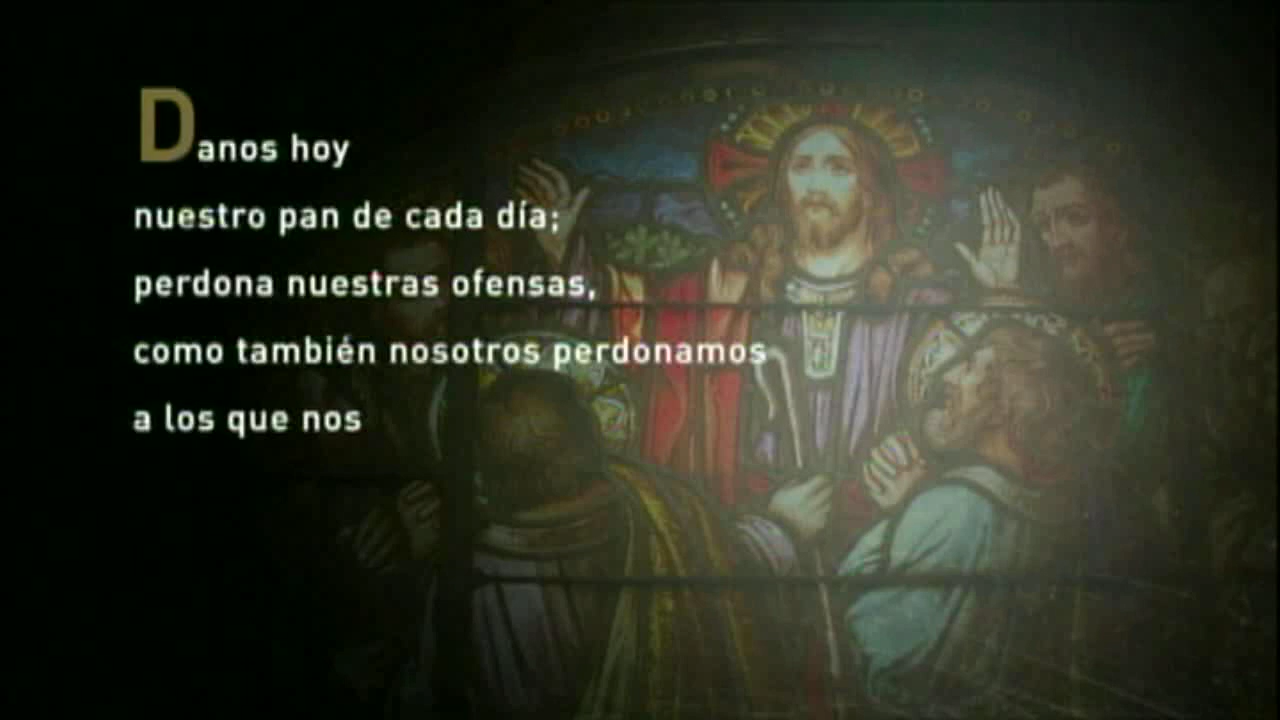 Danos hoy
nuestro pan de cada día;
perdona nuestras ofensas,
como también nosotros perdonamos
a los que nos